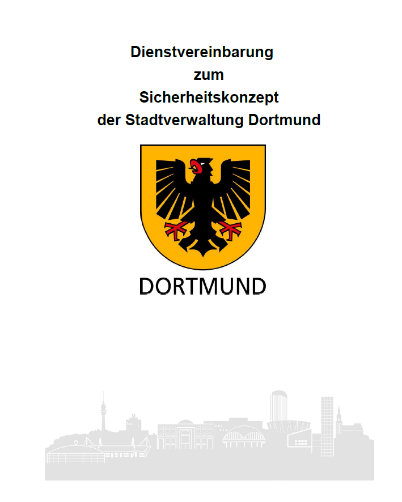 Dienstvereinbarung
zum
Sicherheitskonzept
der Stadtverwaltung Dortmund
DORTMUND